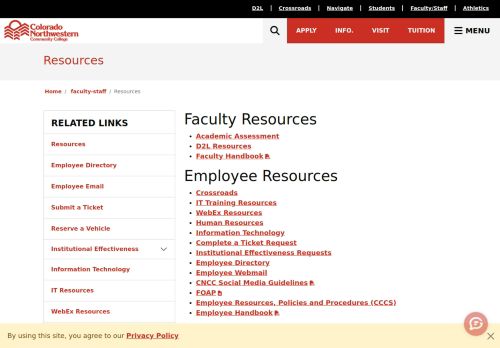 D2L | Crossroads | Navigate | Students | Faculty/Staff | Athletics
Colorado
Northwestern
Community College
APPLY INFO. VISIT TUITION MENU
Resources
Home / faculty-staff / Resources
RELATED LINKS
Resources
Employee Directory
Employee Email
Submit a Ticket
Reserve a Vehicle
Institutional Effectiveness
Information Technology
IT Resources
WebEx Resources
Faculty Resources
Academic Assessment
D2L Resources
Faculty Handbook
Employee Resources
Crossroads
IT Training Resources
WebEx Resources
Human Resources
Information Technology
Complete a Ticket Request
Institutional Effectiveness Requests
Employee Directory
Employee Webmail
CNCC Social Media Guidelines
FOAP
Employee Resources, Policies and Procedures (CCCS)
Employee Handbook
By using this site, you agree to our Privacy Policy